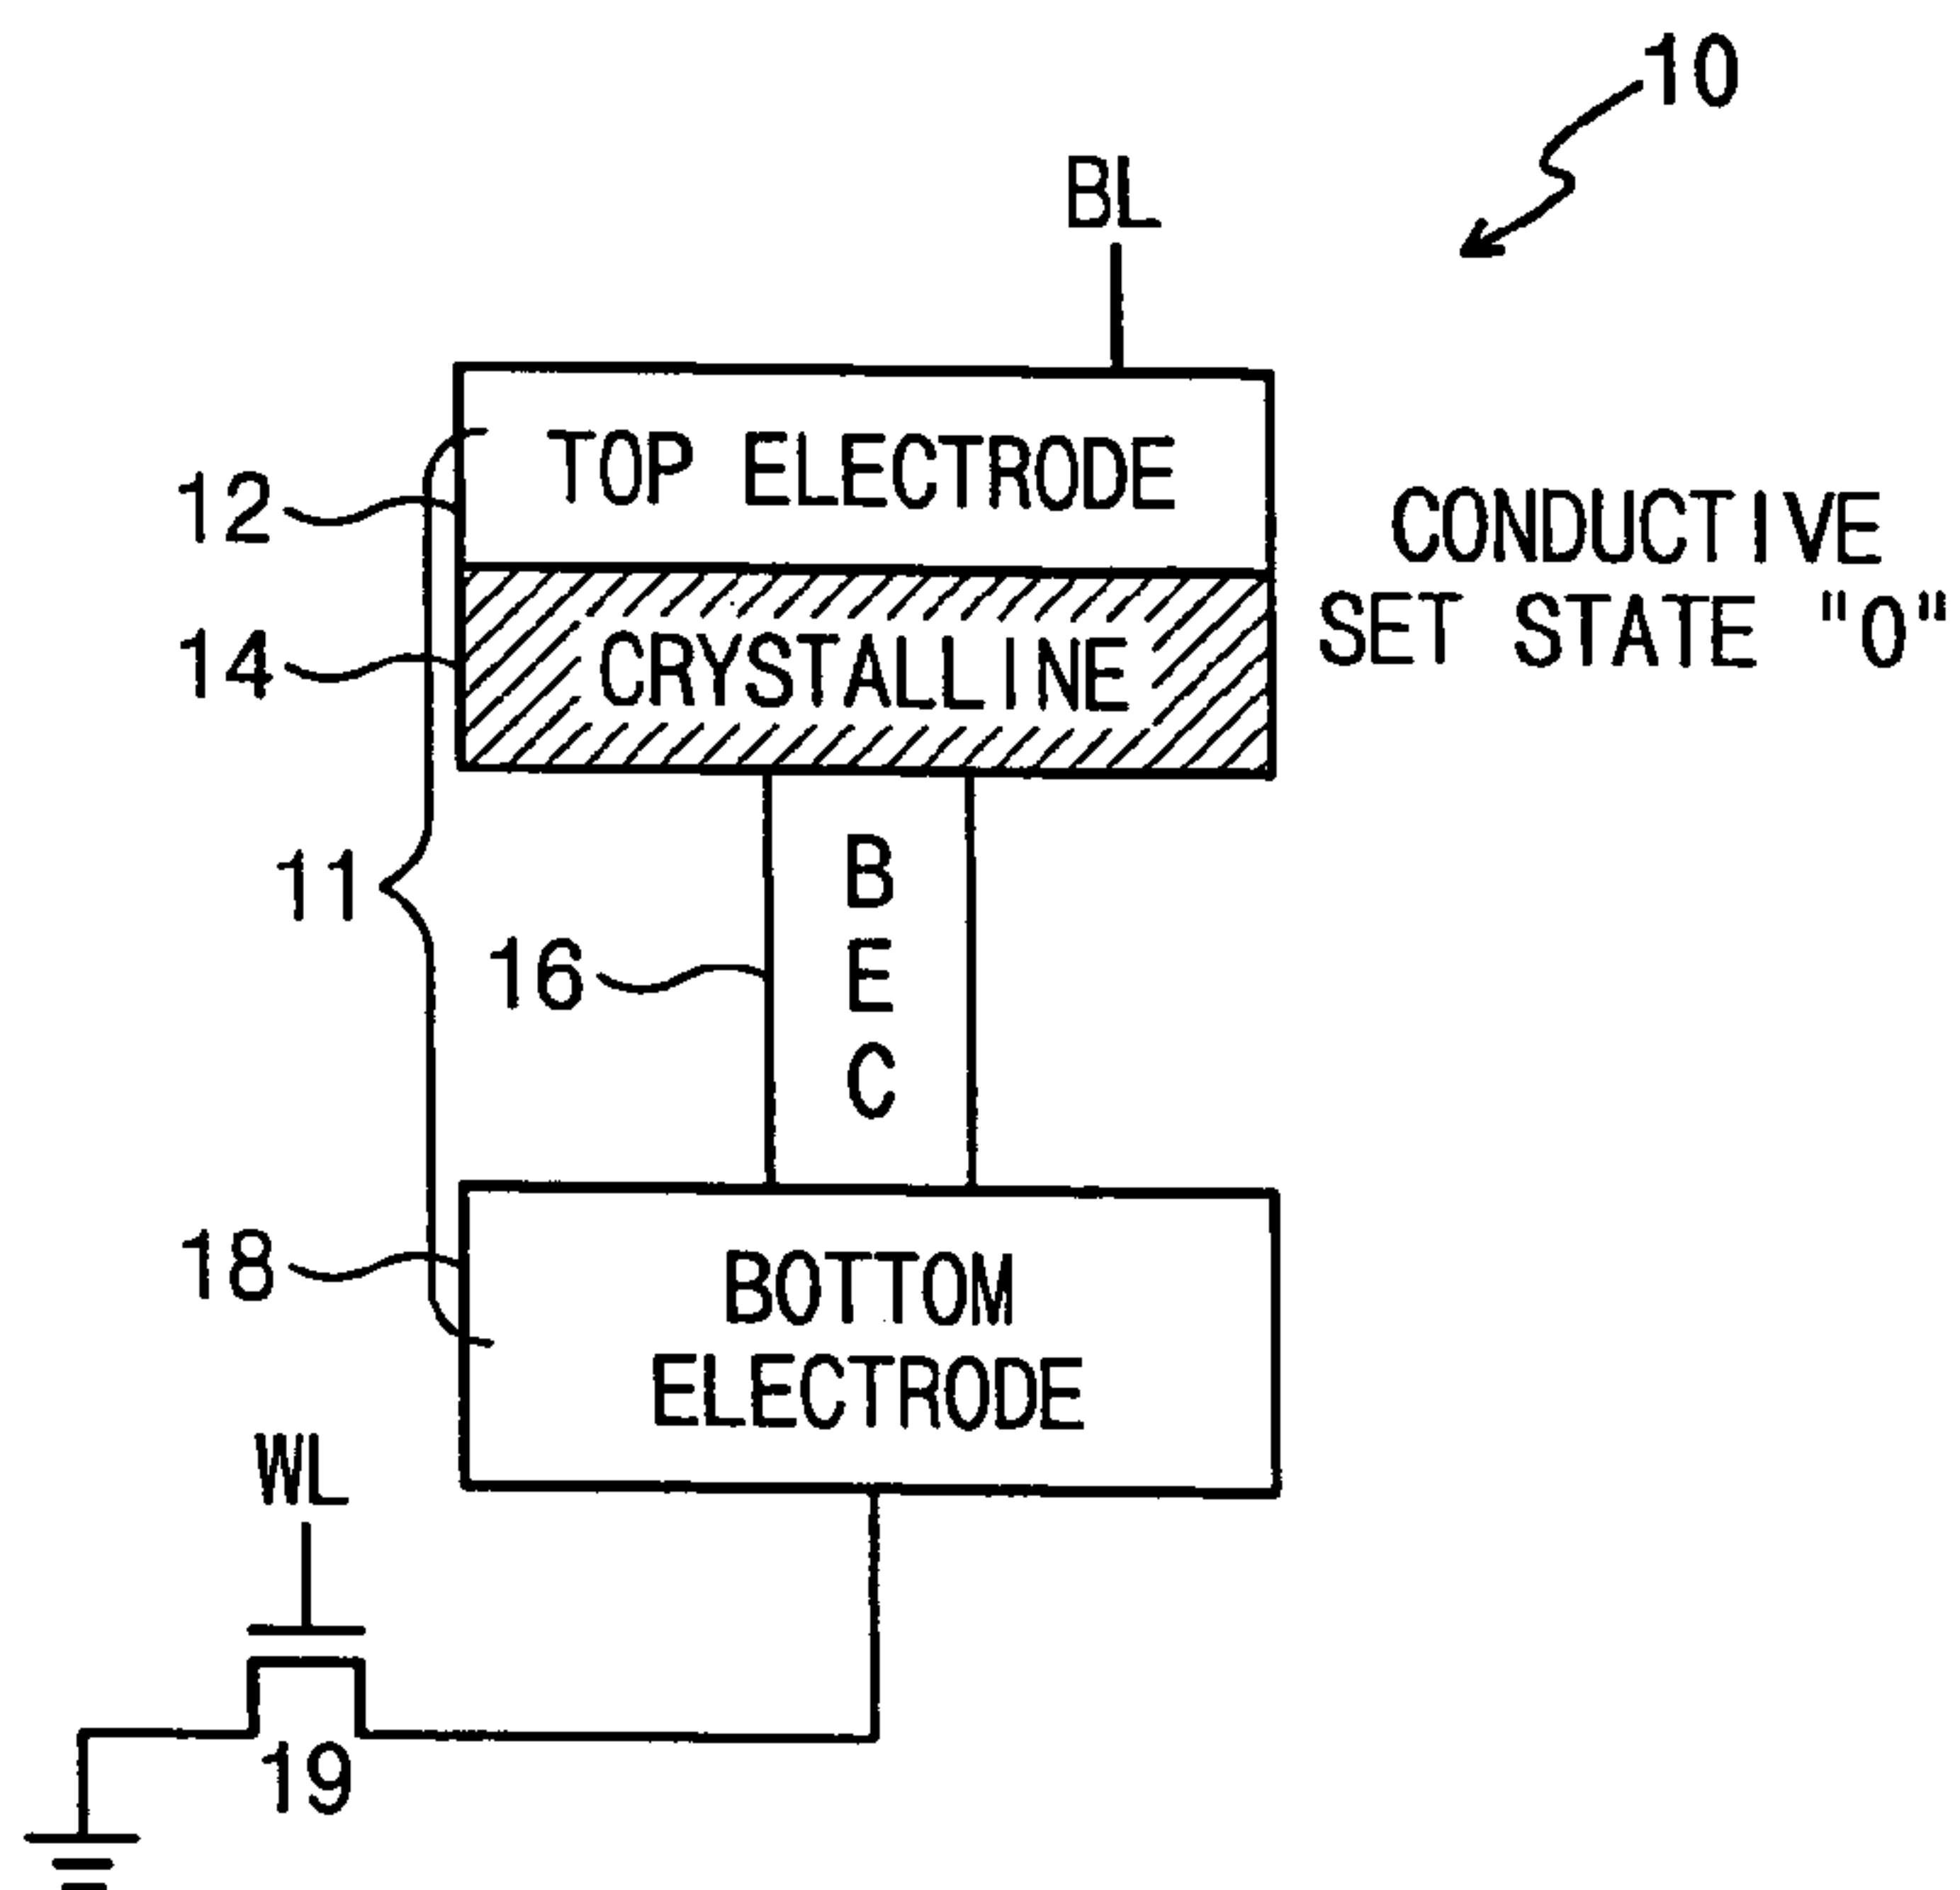 10
BL
TOP ELECTRODE
12
CONDUCTIVE
SET STATE "0"
14
CRYSTALLINE
11
B
E
C
16
18
BOTTOM
ELECTRODE
WL
19